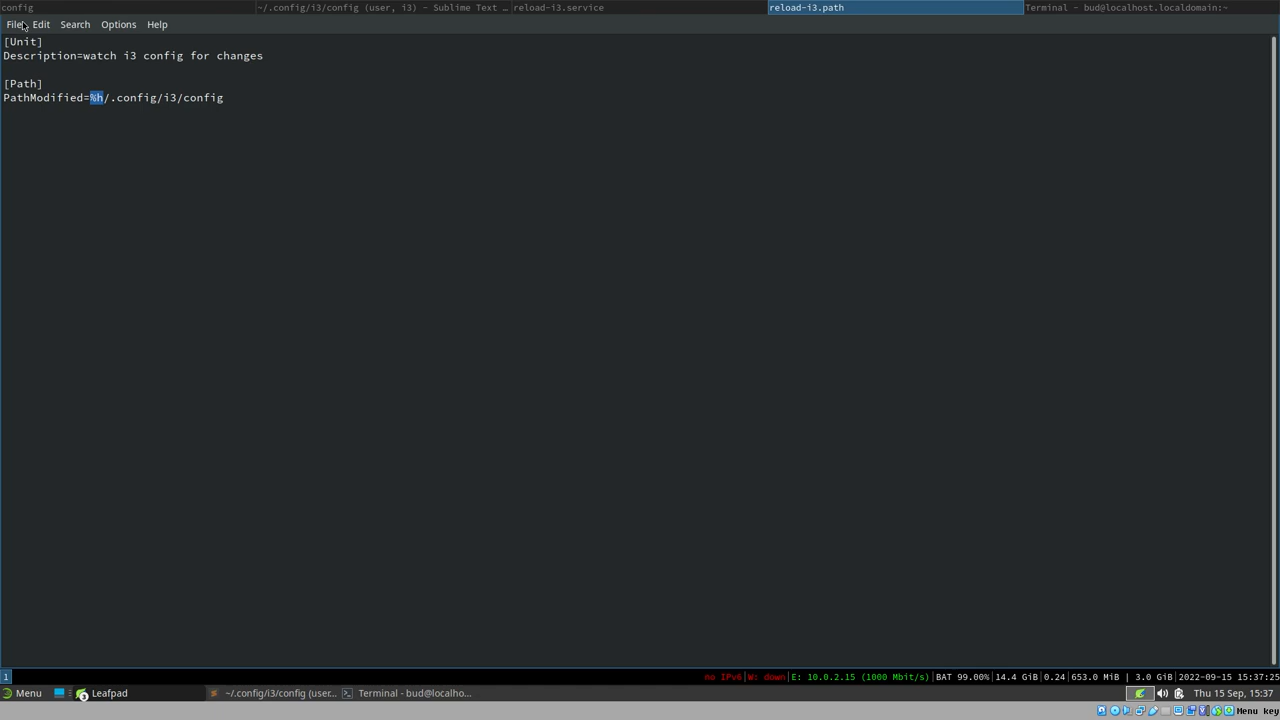 config
~/.config/i3/config (user, i3) - Sublime Text …
reload-i3.service
reload-i3.path
Terminal - bud@localhost.localdomain:~
File Edit Search Options Help
[Unit]
Description=watch i3 config for changes
[Path]
PathModified=%h/.config/i3/config
1
no IPv6|W: down|E: 10.0.2.15 (1000 Mbit/s)|BAT 99.00%|14.4 GiB|0.24|653.0 MiB | 3.0 GiB|2022-09-15 15:37:25
Menu
Leafpad
~/.config/i3/config (user...
Terminal - bud@localho...
Thu 15 Sep, 15:37
Menu key